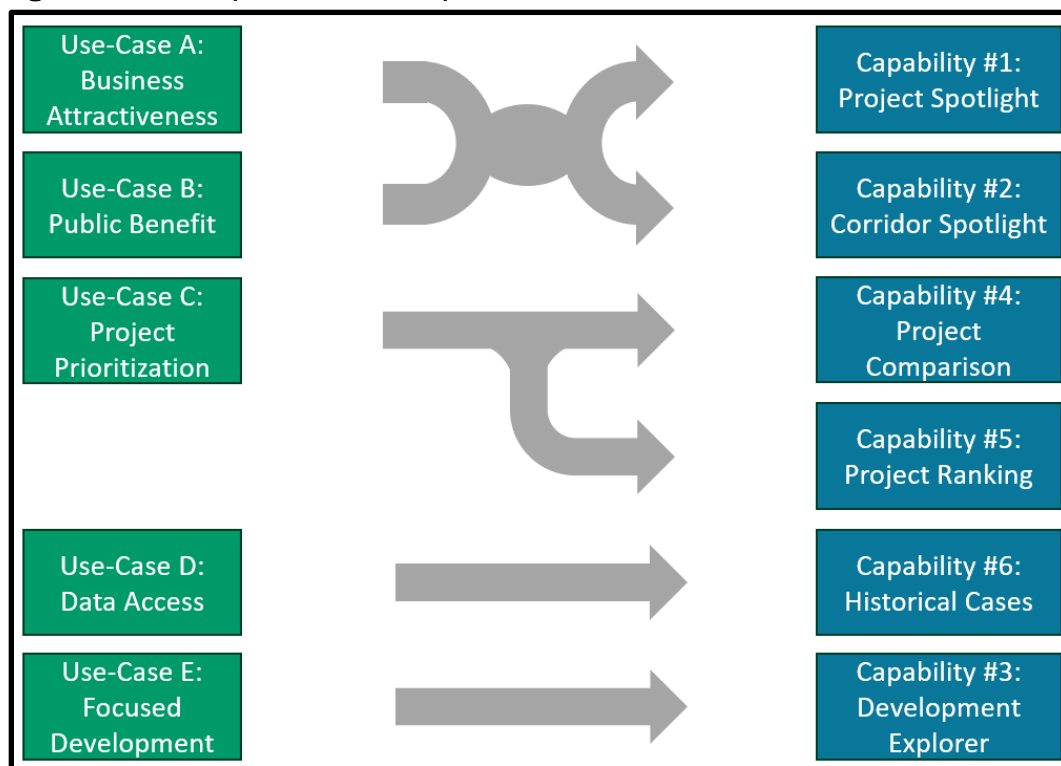 Use-Case A:
Business
Attractiveness
Capability #1:
Project Spotlight
Use-Case B:
Public Benefit
Capability #2:
Corridor Spotlight
Use-Case C:
Project
Prioritization
Capability #4:
Project
Comparison
Capability #5:
Project Ranking
Use-Case D:
Data Access
Capability #6:
Historical Cases
Use-Case E:
Focused
Development
Capability #3:
Development
Explorer